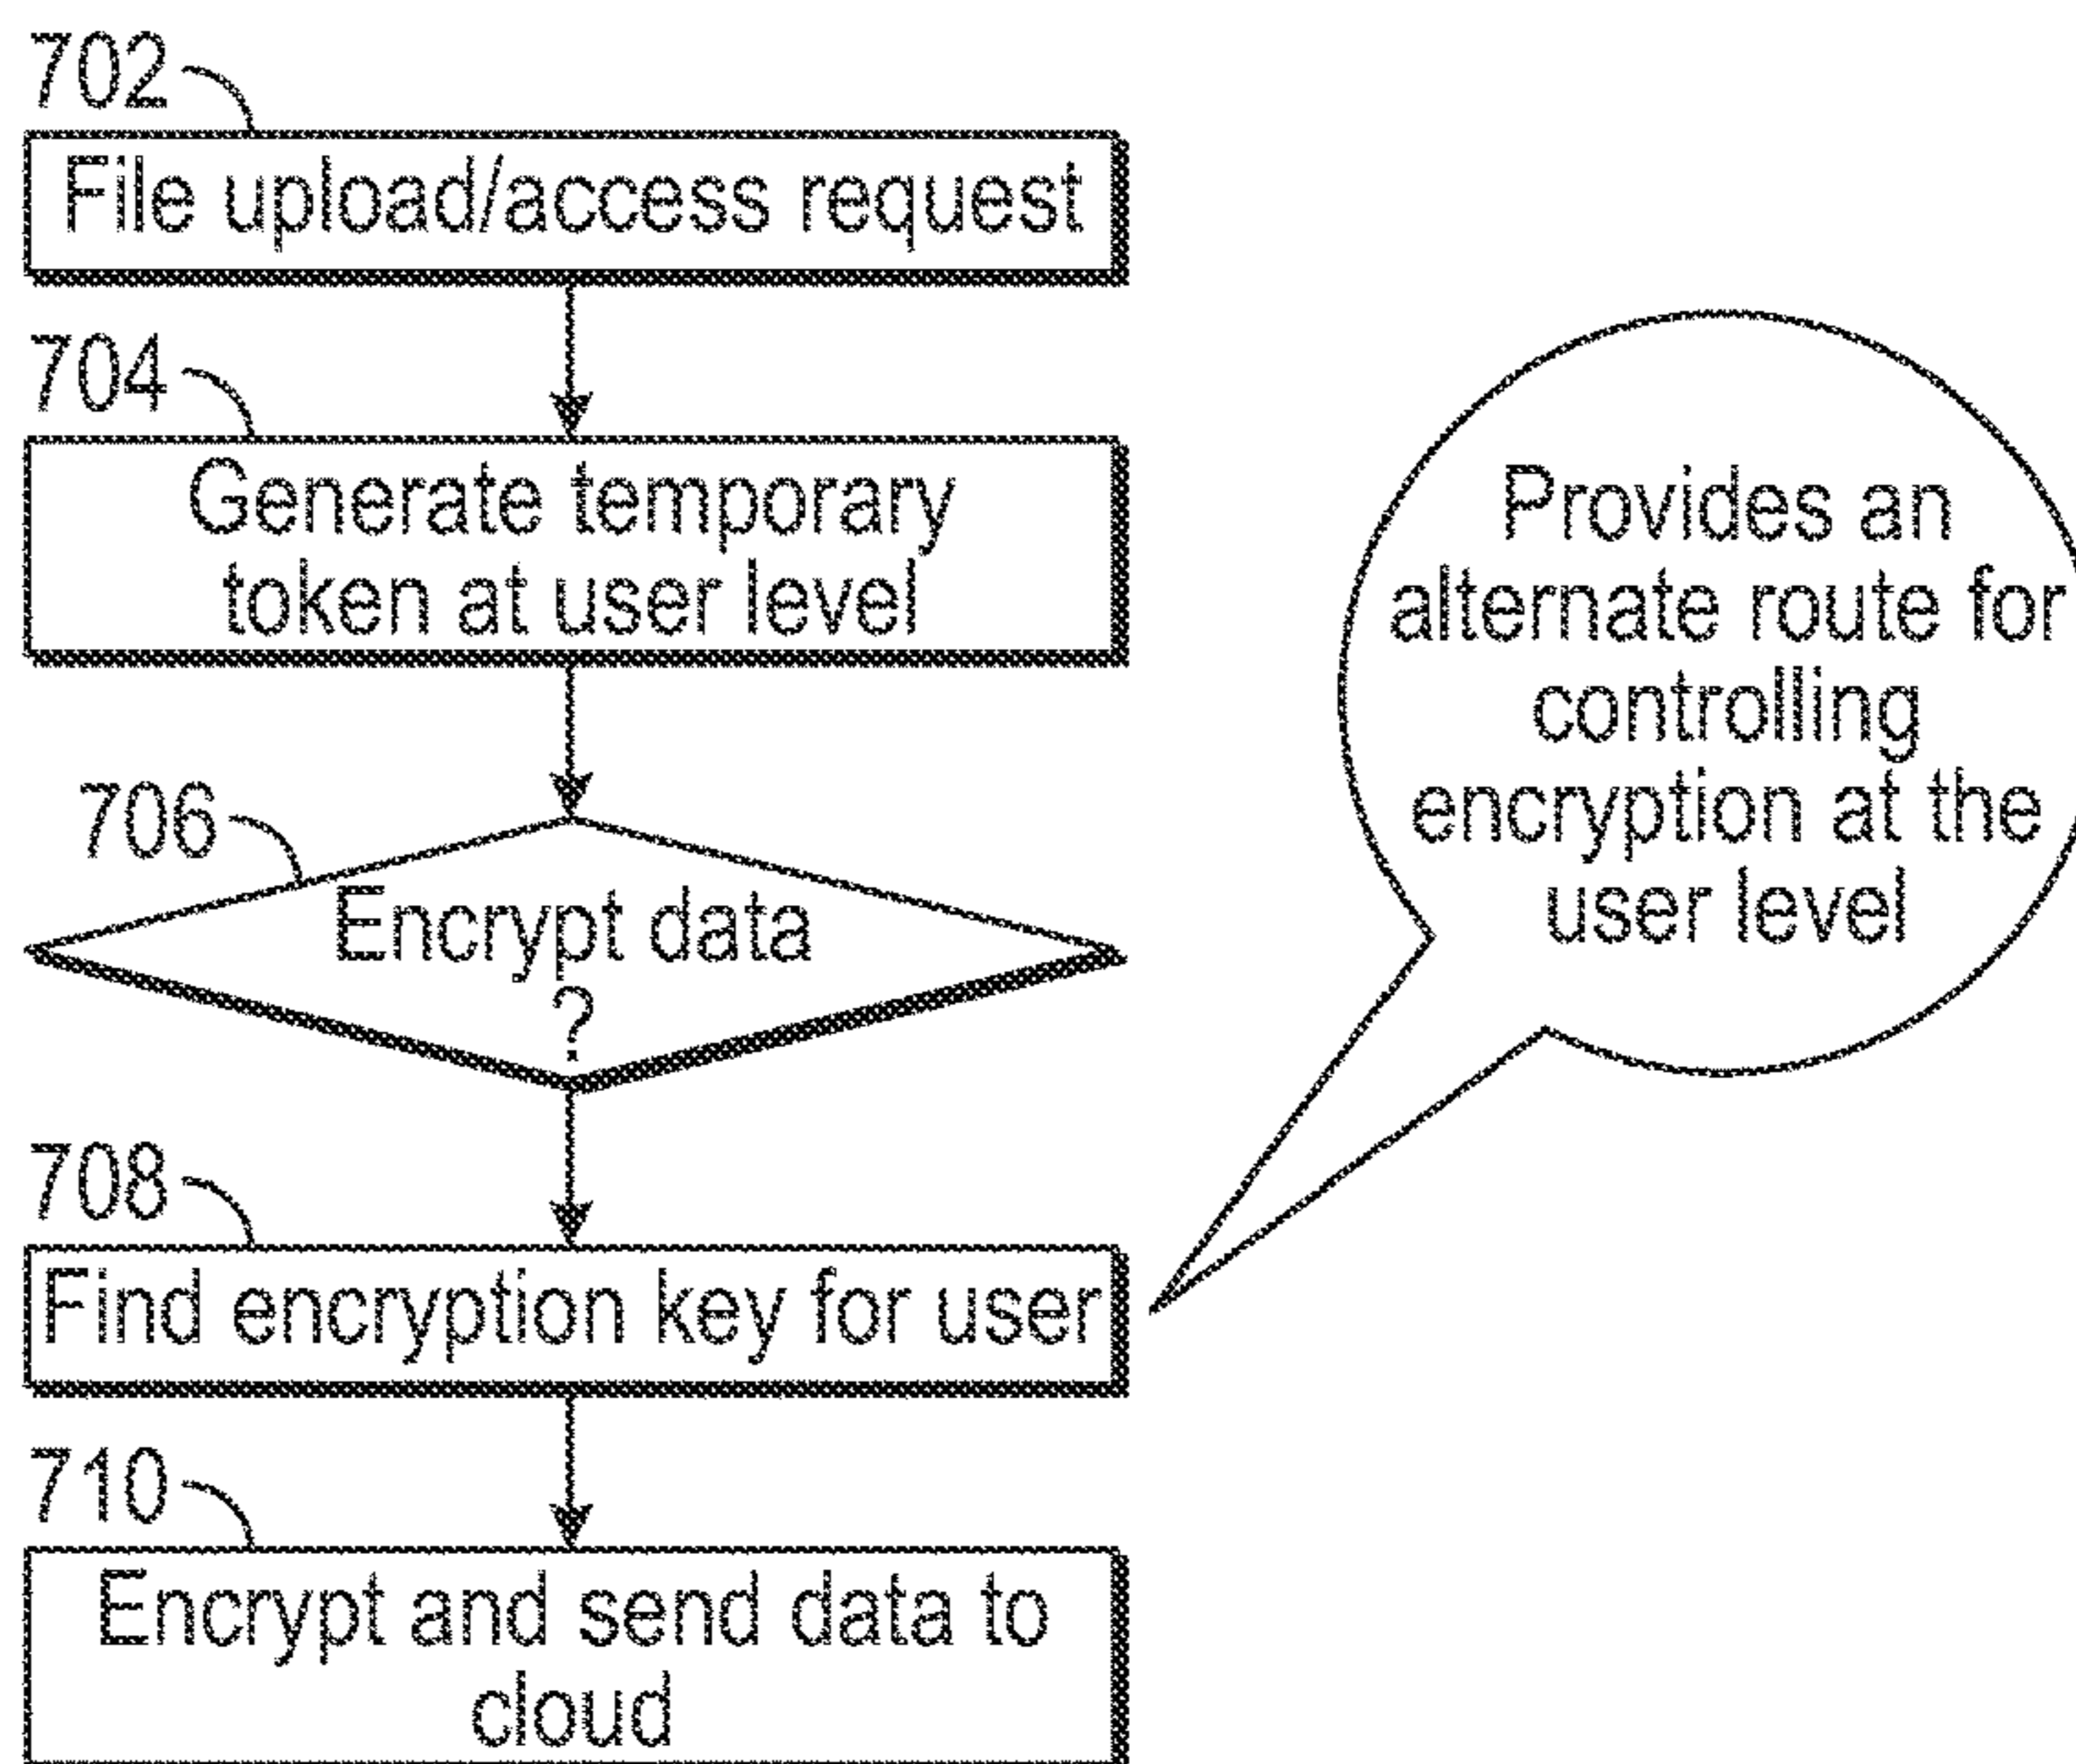 702
File upload/access request
704
Generate temporary
token at user level
706
Encrypt data
?
708
Find encryption key for user
710
Encrypt and send data to
cloud
Provides an
alternate route for
controlling
encryption at the
user level